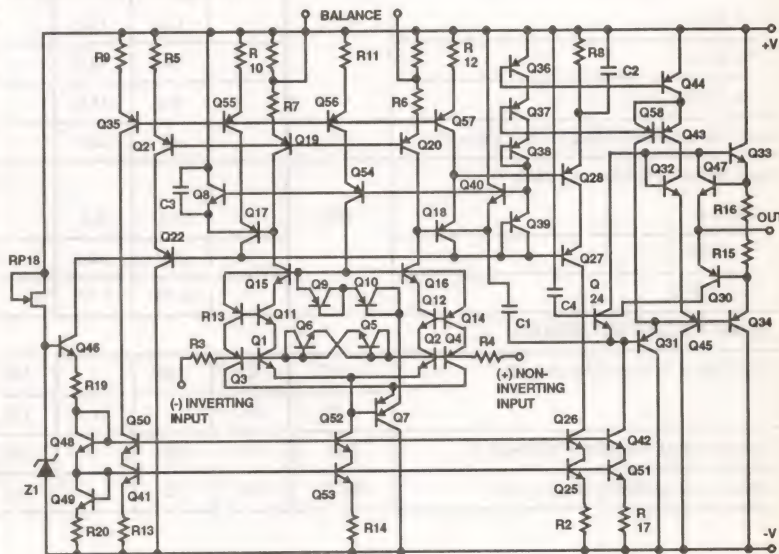 BALANCE
+V
R9
R5
R
10
R11
R
12
R8
Q36
C2
Q44
Q55
R7
Q56
R6
Q57
Q37
Q58
Q35
Q43
Q21
Q19
Q20
Q38
Q33
Q54
Q28
Q32
Q47
C3
Q8
Q40
R16
Q17
Q18
Q39
OUT
Q22
Q27
R15
RP18
Q15
Q9
Q10
Q16
Q
24
Q30
R13
Q12
C4
Q11
Q6
Q5
Q14
C1
Q46
R3
Q1
Q2
Q4
R4
Q31
Q45
Q34
Q3
R19
(-) INVERTING
INPUT
Q7
(+) NON-
INVERTING
INPUT
Q50
Q52
Q26
Q48
Q42
Z1
Q49
Q41
Q53
Q25
Q51
R20
R13
R14
R2
R
17
-V